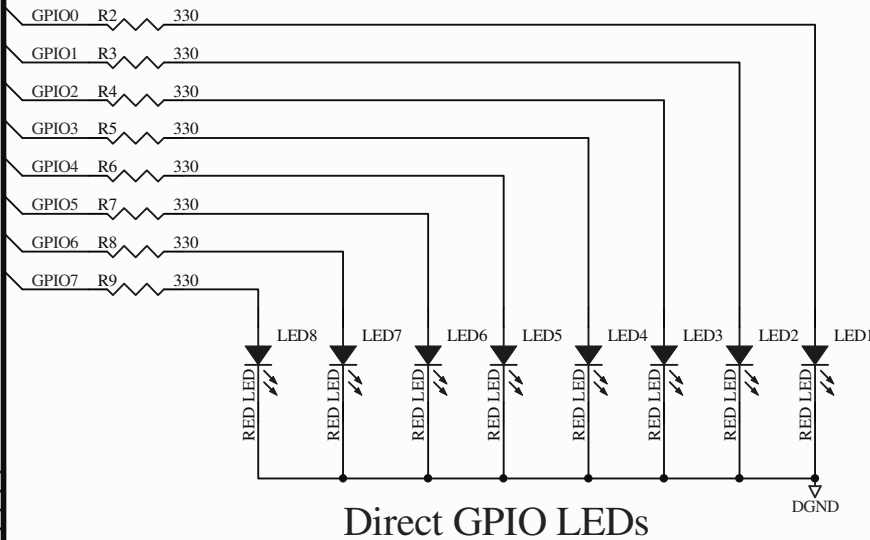 GPIO0 R2 330
GPIO1 R3 330
GPIO2 R4 330
GPIO3 R5 330
GPIO4 R6 330
GPIO5 R7 330
GPIO6 R8 330
GPIO7 R9 330
LED8 LED7 LED6 LED5 LED4 LED3 LED2 LED1
RED LED RED LED RED LED RED LED RED LED RED LED RED LED RED LED
DGND
Direct GPIO LEDs